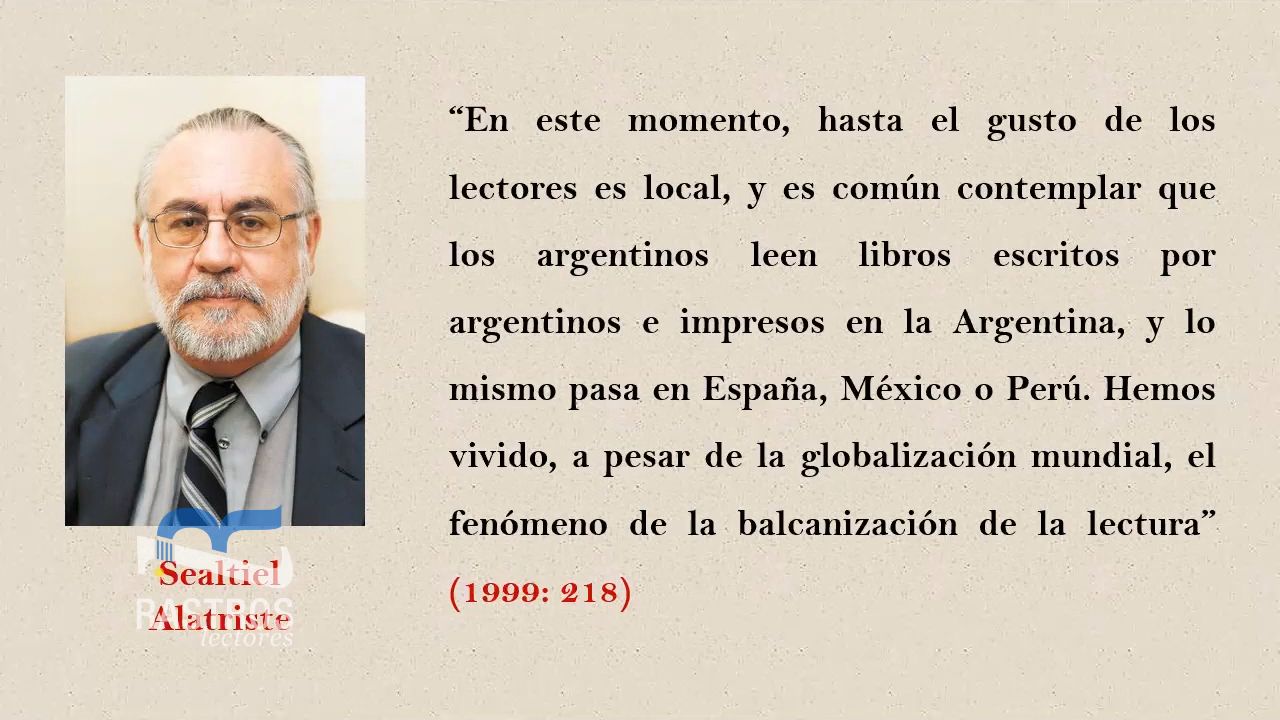 “En este momento, hasta el gusto de los
lectores es local, y es común contemplar que
los argentinos leen libros escritos por
argentinos e impresos en la Argentina, y lo
mismo pasa en España, México o Perú. Hemos
vivido, a pesar de la globalización mundial, el
fenómeno de la balcanización de la lectura”
(1999: 218)
Sealtiel
Alatriste
RASTROS
lectores